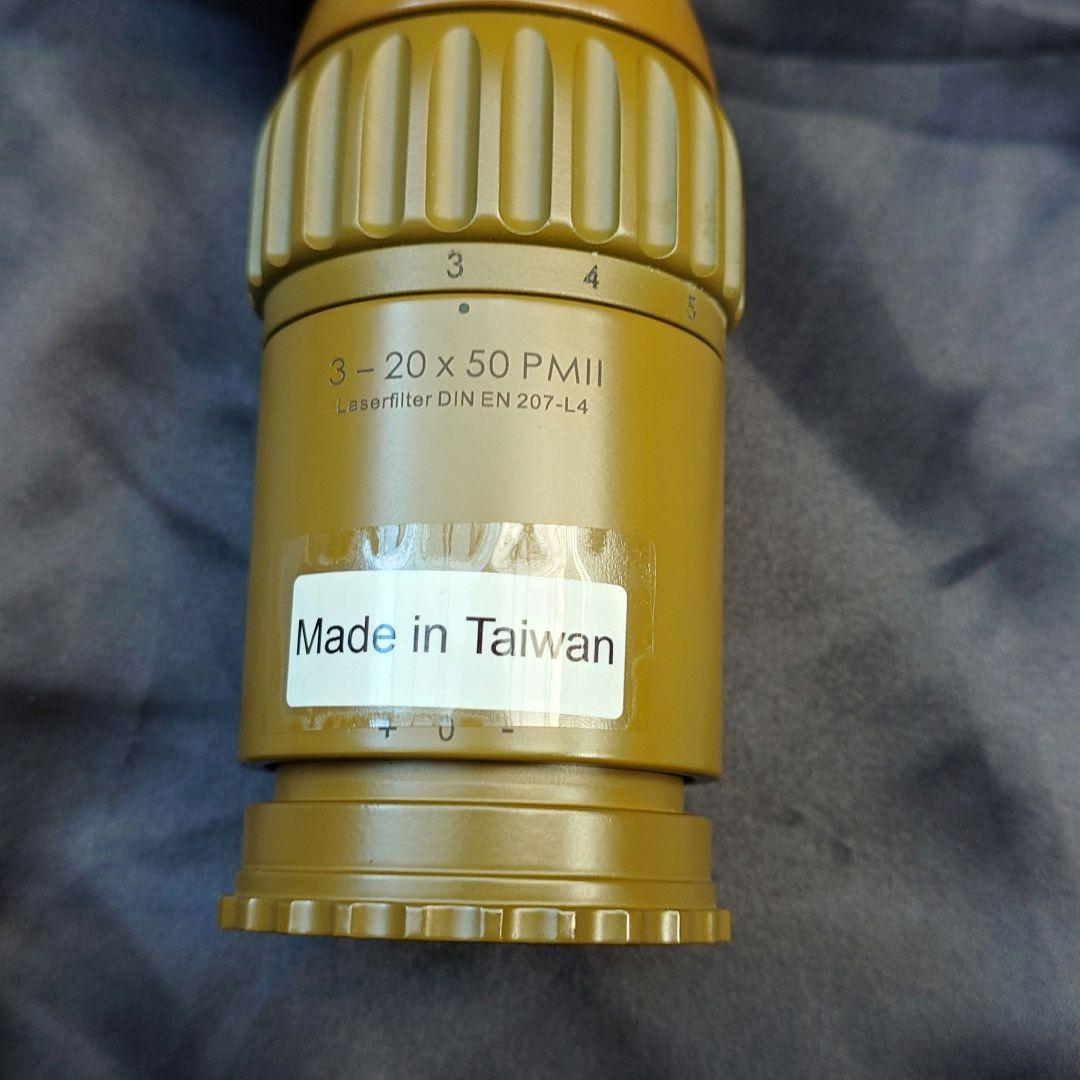 3 4 5
3 – 20 x 50 PMII
Laserfilter DIN EN 207-L4
Made in Taiwan
+ 0 -